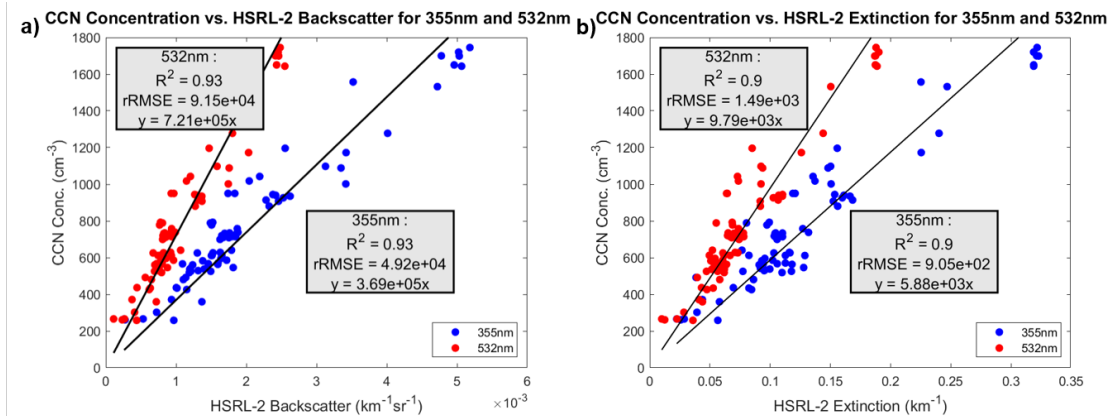 a)
CCN Concentration vs. HSRL-2 Backscatter for 355nm and 532nm
CCN Conc. (cm-3)
1800
1600
1400
1200
1000
800
600
400
200
0
532nm :
R2 = 0.93
rRMSE = 9.15e+04
y = 7.21e+05x
355nm :
R2 = 0.93
rRMSE = 4.92e+04
y = 3.69e+05x
355nm
532nm
0 1 2 3 4 5 6
×10-3
HSRL-2 Backscatter (km-1sr-1)
b)
CCN Concentration vs. HSRL-2 Extinction for 355nm and 532nm
CCN Conc. (cm-3)
1800
1600
1400
1200
1000
800
600
400
200
0
532nm :
R2 = 0.9
rRMSE = 1.49e+03
y = 9.79e+03x
355nm :
R2 = 0.9
rRMSE = 9.05e+02
y = 5.88e+03x
355nm
532nm
0 0.05 0.1 0.15 0.2 0.25 0.3 0.35
HSRL-2 Extinction (km-1)